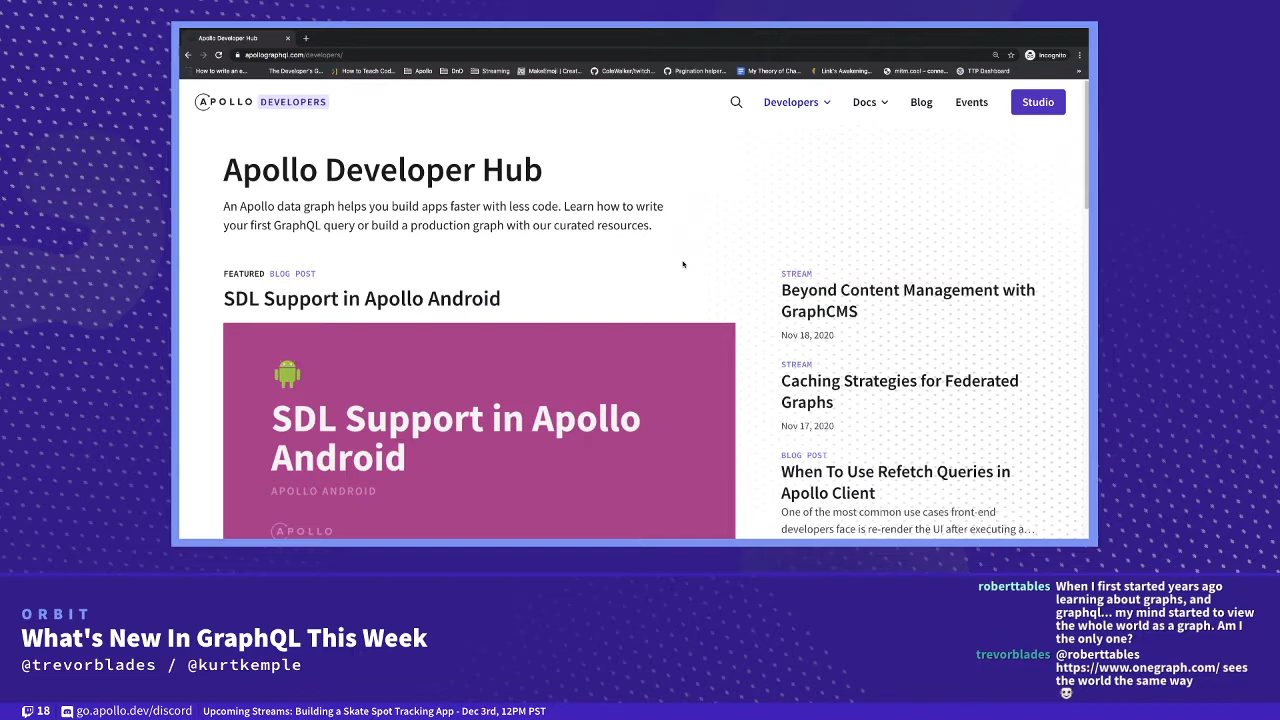 Apollo Developer Hub
apollographql.com/developers/
Incognito
How to write an e...
The Developer's G...
How To Teach Cod...
Apollo
DnD
Streaming
MakeEmoji | Creat...
ColeWalker/twitch...
Pagination helper...
My Theory of Cha...
Link's Awakening...
mitm.cool – conne...
TTP Dashboard
»
APOLLO DEVELOPERS
Developers
Docs
Blog
Events
Studio
Apollo Developer Hub
An Apollo data graph helps you build apps faster with less code. Learn how to write
your first GraphQL query or build a production graph with our curated resources.
FEATURED BLOG POST
SDL Support in Apollo Android
SDL Support in Apollo
Android
APOLLO ANDROID
APOLLO
STREAM
Beyond Content Management with
GraphCMS
Nov 18, 2020
STREAM
Caching Strategies for Federated
Graphs
Nov 17, 2020
BLOG POST
When To Use Refetch Queries in
Apollo Client
One of the most common use cases front-end
developers face is re-render the UI after executing a...
ORBIT
What's New In GraphQL This Week
@trevorblades / @kurtkemple
roberttables When I first started years ago
learning about graphs, and
graphql... my mind started to view
the whole world as a graph. Am I
the only one?
trevorblades @roberttables
https://www.onegraph.com/ sees
the world the same way
18
go.apollo.dev/discord
Upcoming Streams: Building a Skate Spot Tracking App - Dec 3rd, 12PM PST